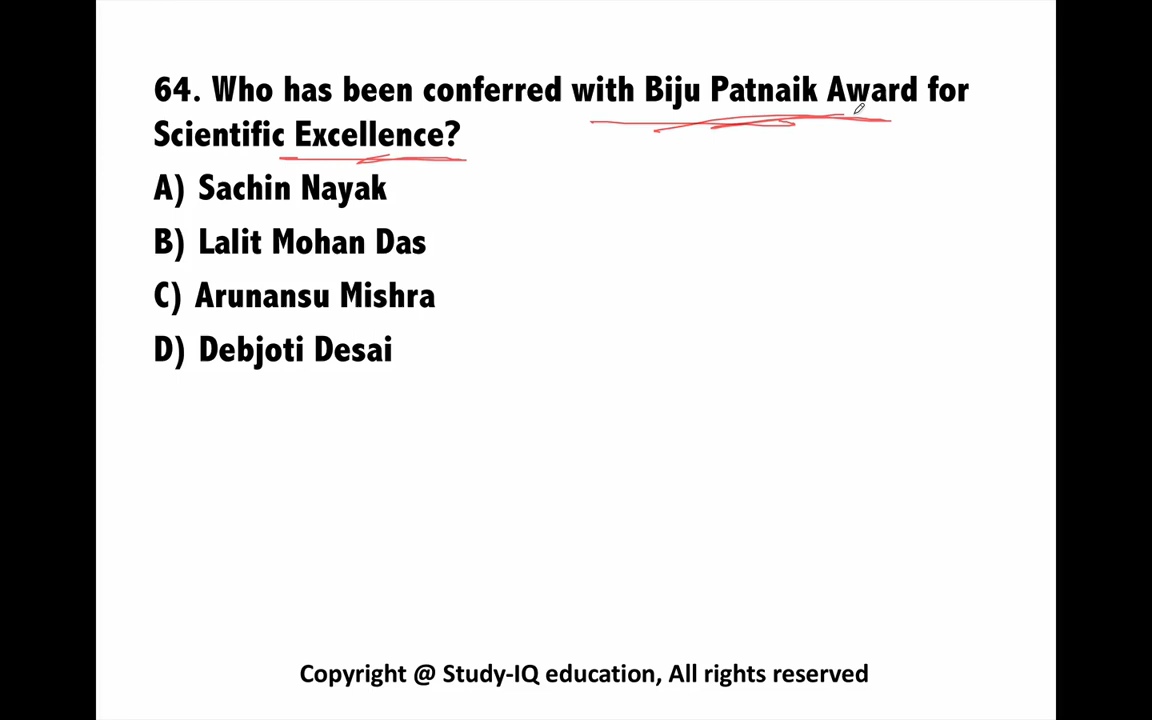 64. Who has been conferred with Biju Patnaik Award for
Scientific Excellence?
A) Sachin Nayak
B) Lalit Mohan Das
C) Arunansu Mishra
D) Debjoti Desai
Copyright @ Study-IQ education, All rights reserved